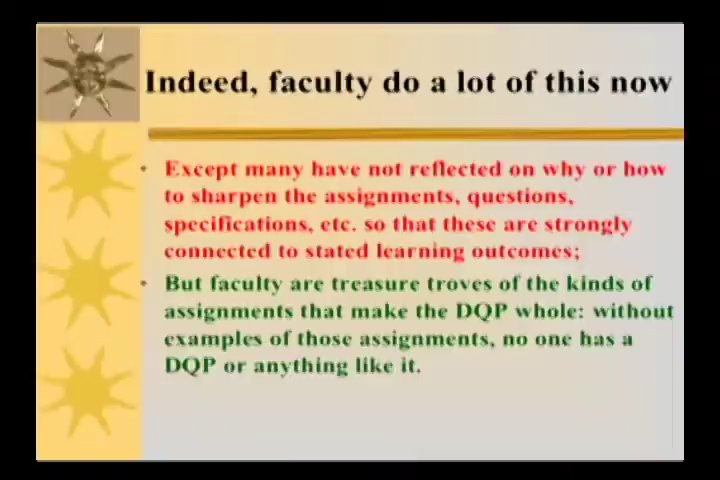 Indeed, faculty do a lot of this now
• Except many have not reflected on why or how
to sharpen the assignments, questions,
specifications, etc. so that these are strongly
connected to stated learning outcomes;
• But faculty are treasure troves of the kinds of
assignments that make the DQP whole: without
examples of those assignments, no one has a
DQP or anything like it.